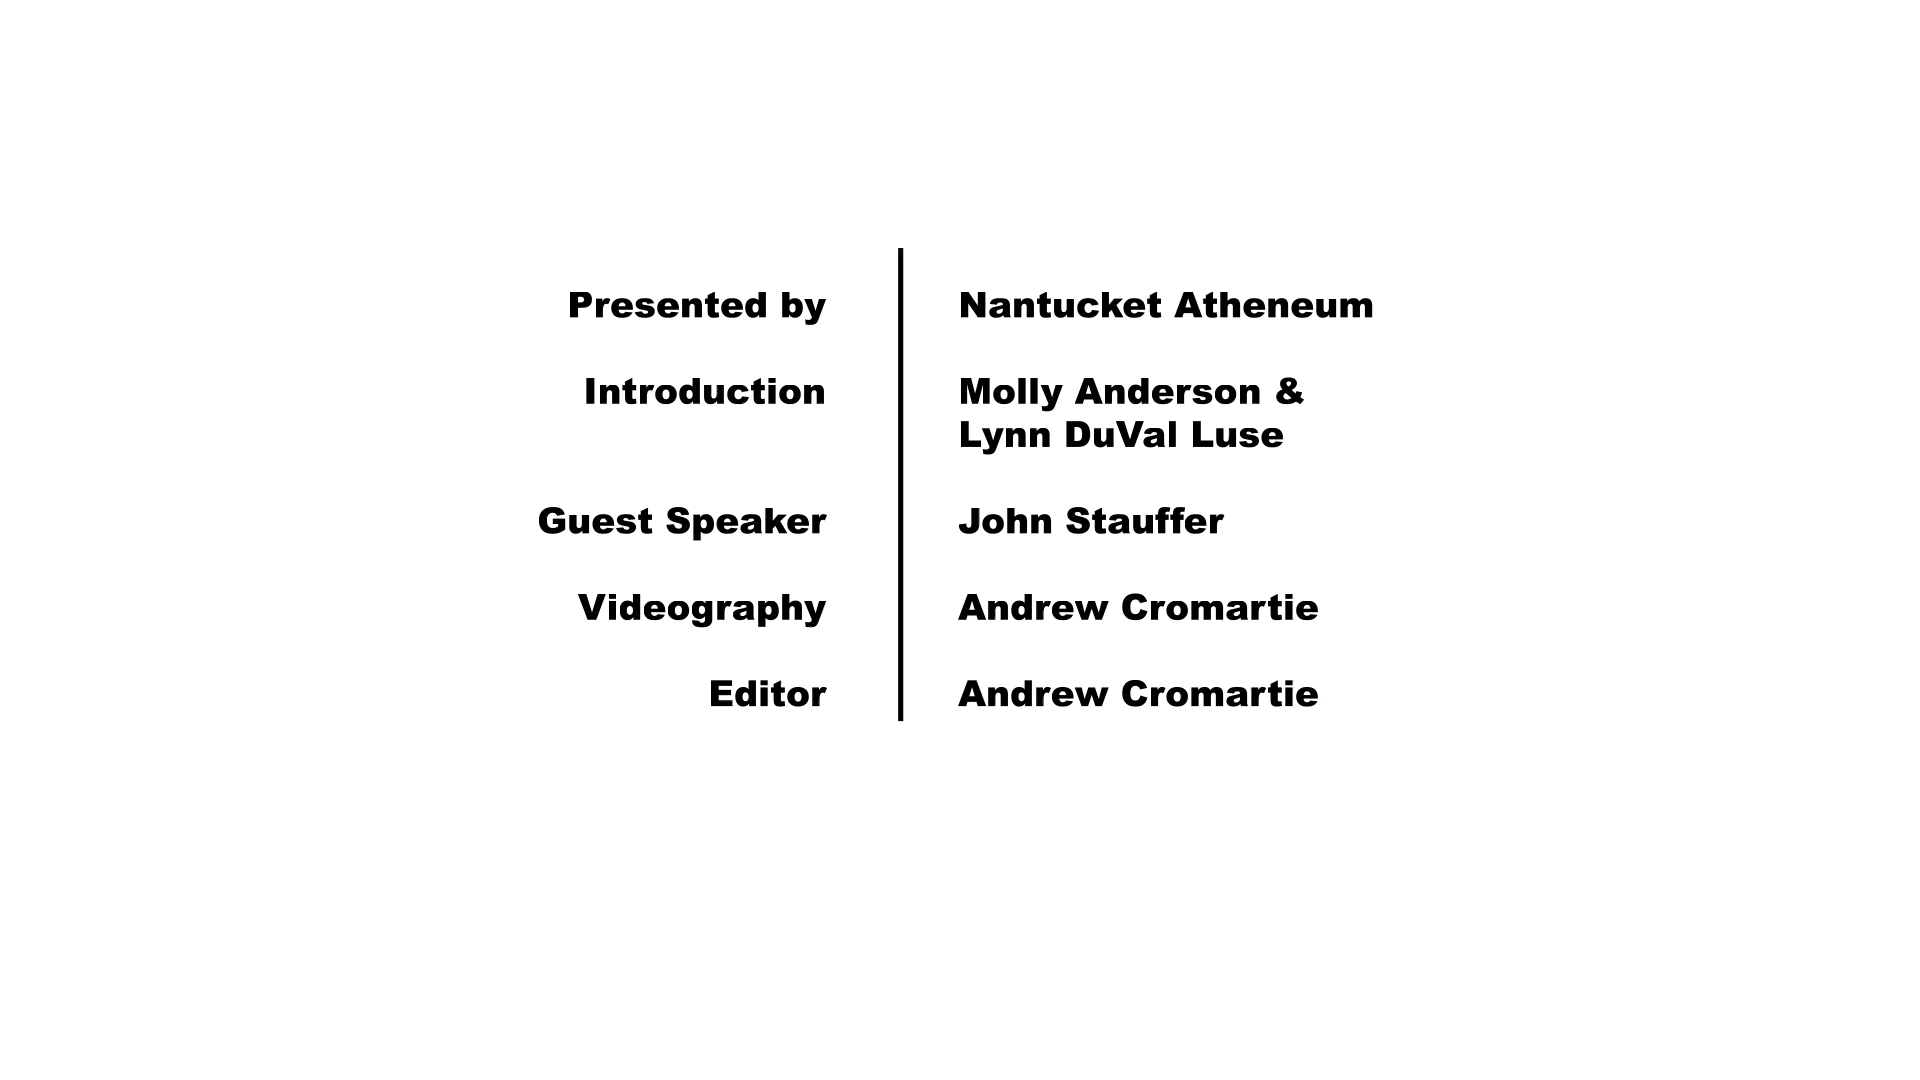 Presented by Nantucket Atheneum
Introduction Molly Anderson &
Lynn DuVal Luse
Guest Speaker John Stauffer
Videography Andrew Cromartie
Editor Andrew Cromartie